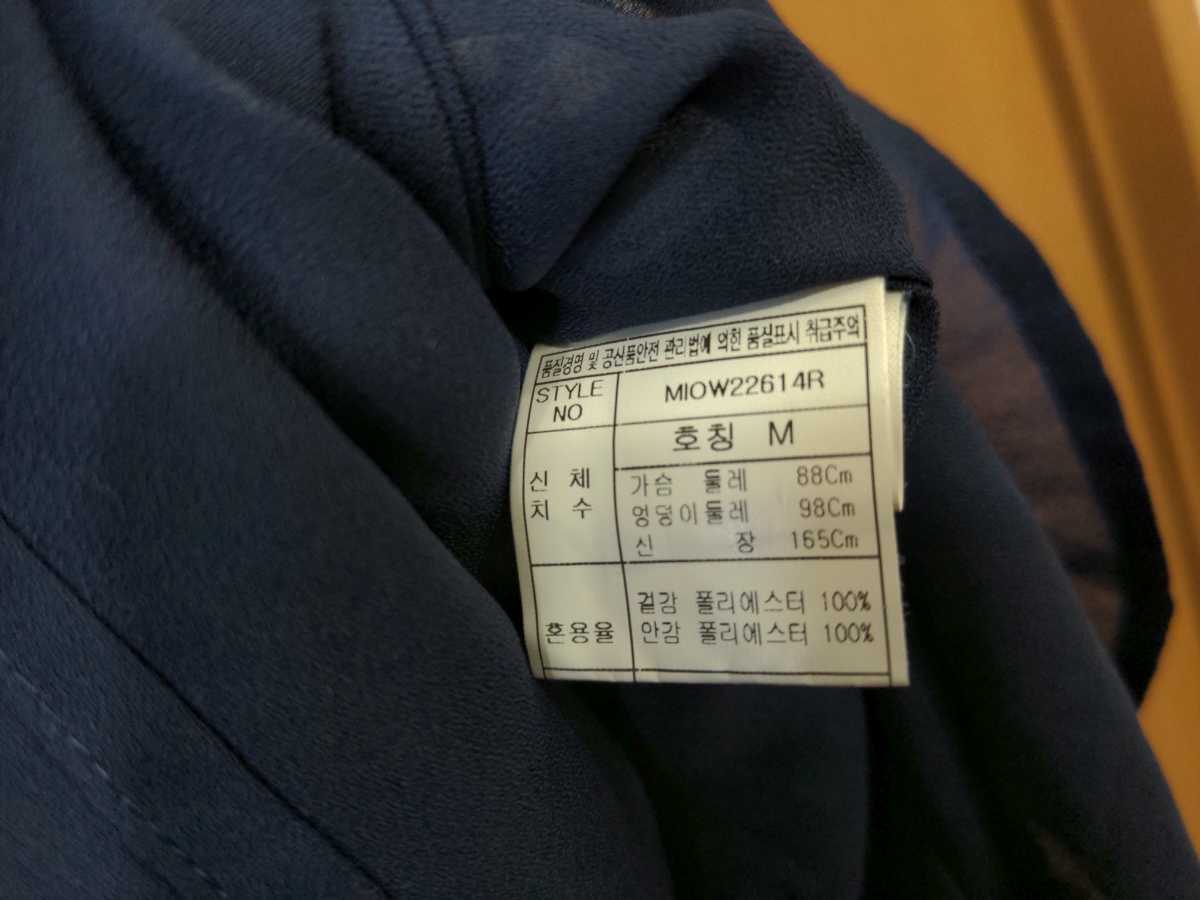 품질경영 및 공산품안전 관리법에 의한 품질표시 취급주의
STYLE NO MIOW22614R
호칭 M
신체 치수
가슴 둘레 88Cm
엉덩이둘레 98Cm
신 장 165Cm
혼용율
겉감 폴리에스터 100%
안감 폴리에스터 100%